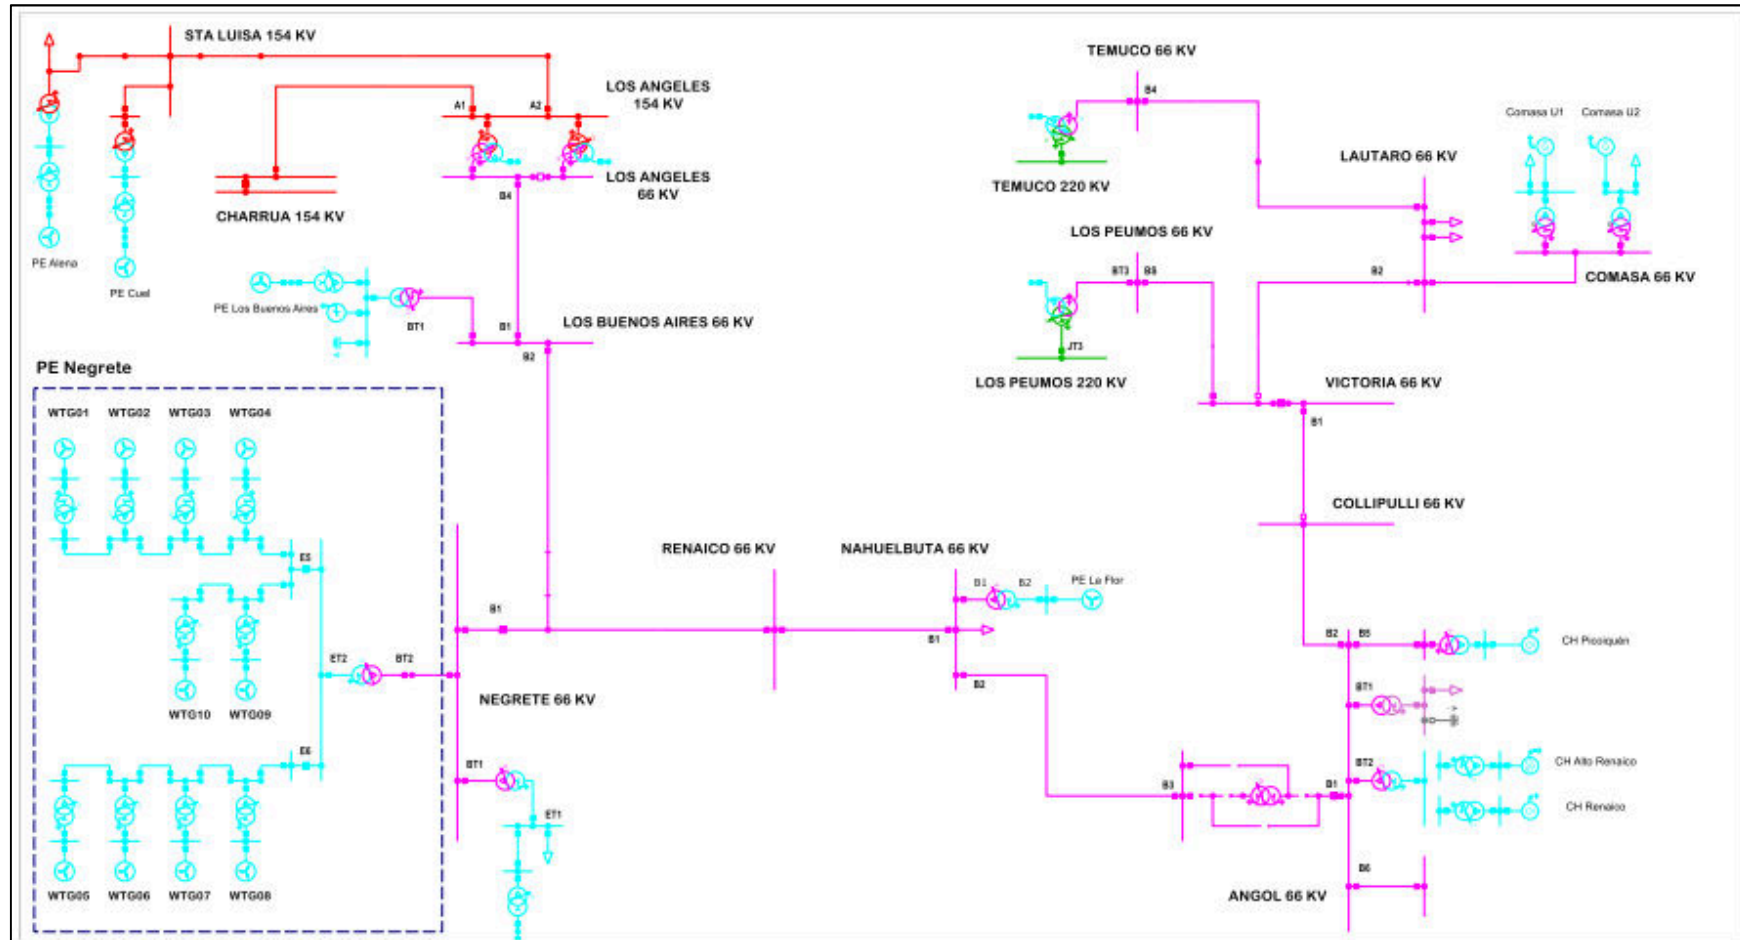 STA LUISA 154 KV
LOS ANGELES
154 KV
A1
A2
PE Alena
PE Cuel
CHARRUA 154 KV
LOS ANGELES
66 KV
B4
PE Los Buenos Aires
BT1
B1
B2
LOS BUENOS AIRES 66 KV
TEMUCO 66 KV
B4
TEMUCO 220 KV
Comasa U1
Comasa U2
LAUTARO 66 KV
LOS PEUMOS 66 KV
BT3
B2
COMASA 66 KV
JT3
LOS PEUMOS 220 KV
VICTORIA 66 KV
B1
COLLIPULLI 66 KV
PE Negrete
WTG01
WTG02
WTG03
WTG04
E5
WTG10
WTG09
ET2
BT2
E6
WTG05
WTG06
WTG07
WTG08
B1
NEGRETE 66 KV
BT1
ET1
RENAICO 66 KV
NAHUELBUTA 66 KV
B1
B2
PE La Flor
B1
B2
B2
B5
CH Picoiquén
BT1
BT2
CH Alto Renaico
CH Renaico
B3
B1
B6
ANGOL 66 KV